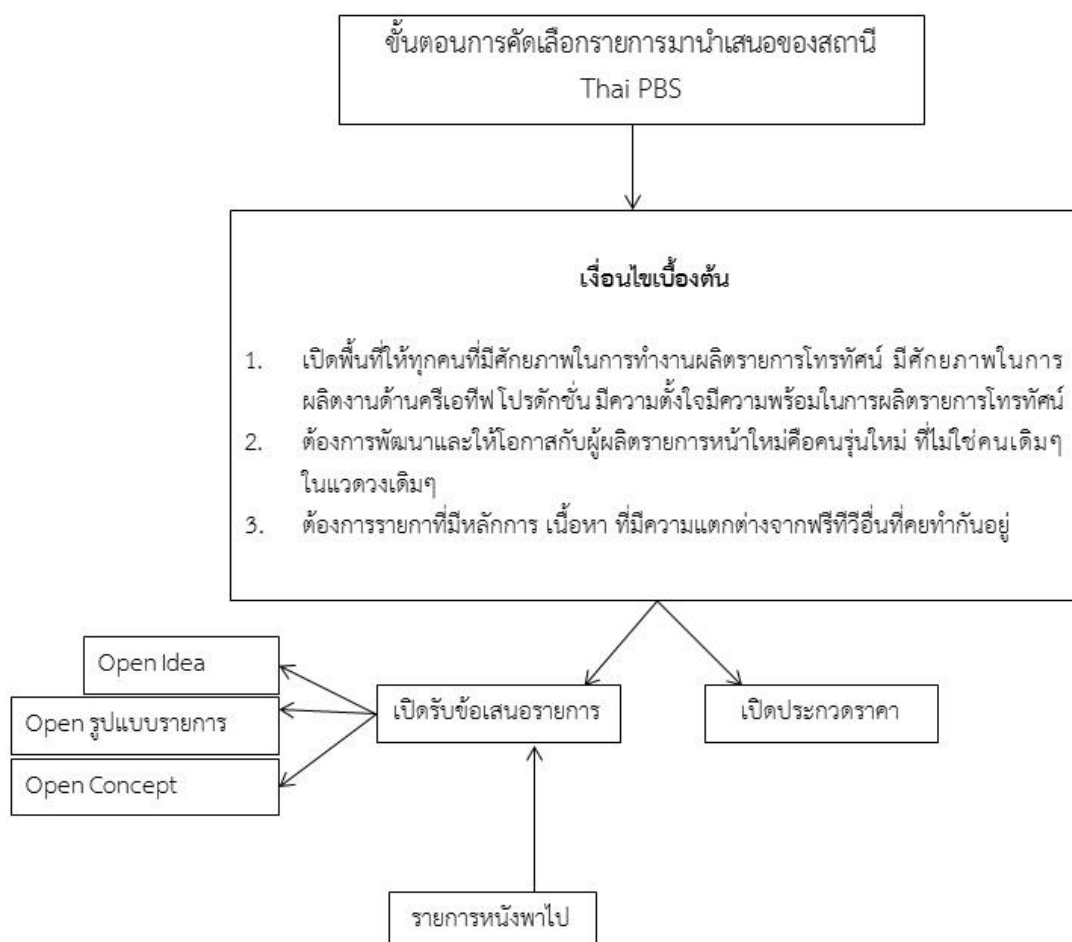 ขั้นตอนการคัดเลือกรายการมานำเสนอของสถานี
Thai PBS
เงื่อนไขเบื้องต้น
1. เปิดพื้นที่ให้ทุกคนที่มีศักยภาพในการทำงานผลิตรายการโทรทัศน์ มีศักยภาพในการ
ผลิตงานด้านครีเอทีฟ โปรดักชั่น มีความตั้งใจมีความพร้อมในการผลิตรายการโทรทัศน์
2. ต้องการพัฒนาและให้โอกาสกับผู้ผลิตรายการหน้าใหม่คือคนรุ่นใหม่ ที่ไม่ใช่คนเดิมๆ
ในแวดวงเดิมๆ
3. ต้องการรายกาที่มีหลักการ เนื้อหา ที่มีความแตกต่างจากฟรีทีวีอื่นที่คยทำกันอยู่
Open Idea
Open รูปแบบรายการ
Open Concept
เปิดรับข้อเสนอรายการ
เปิดประกวดราคา
รายการหนังพาไป